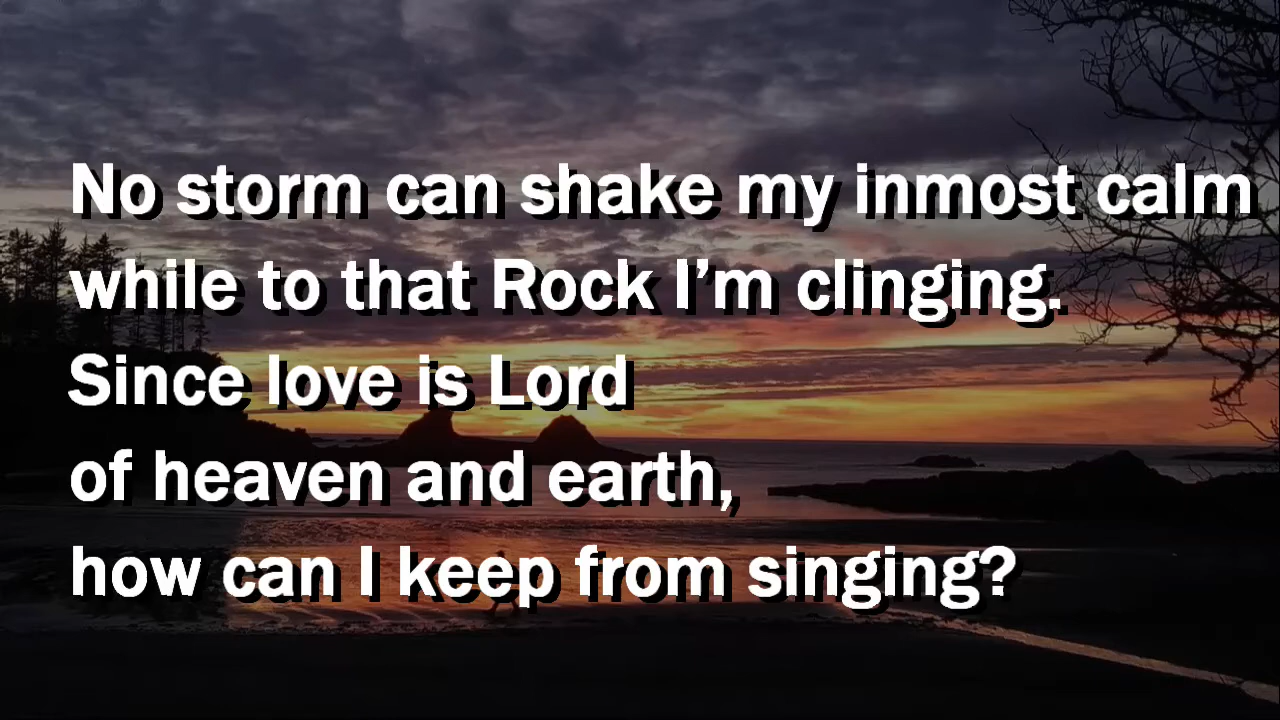 No storm can shake my inmost calm
while to that Rock I’m clinging.
Since love is Lord
of heaven and earth,
how can I keep from singing?